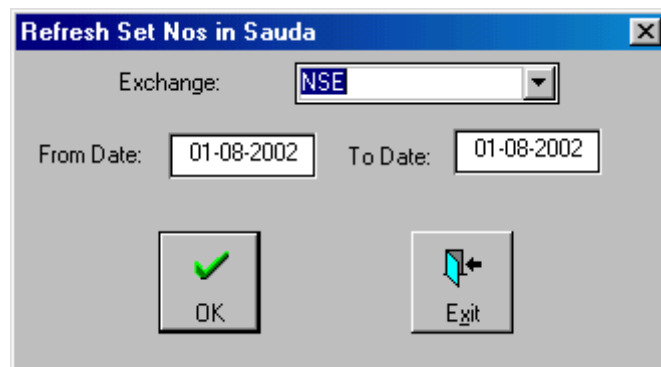 Refresh Set Nos in Sauda
Exchange: NSE
From Date: 01-08-2002 To Date: 01-08-2002
OK Exit